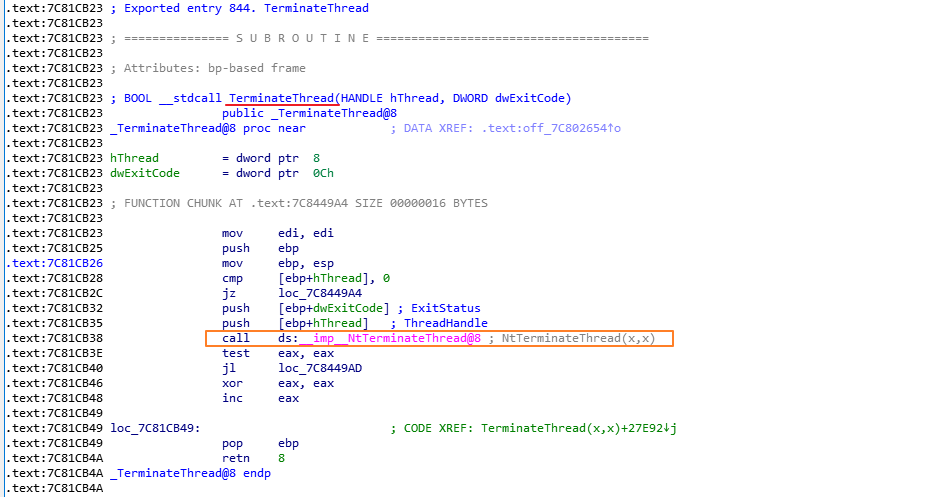 .text:7C81CB23 ; Exported entry 844. TerminateThread
.text:7C81CB23
.text:7C81CB23 ; =============== S U B R O U T I N E =======================================
.text:7C81CB23
.text:7C81CB23 ; Attributes: bp-based frame
.text:7C81CB23
.text:7C81CB23 ; BOOL __stdcall TerminateThread(HANDLE hThread, DWORD dwExitCode)
.text:7C81CB23                 public _TerminateThread@8
.text:7C81CB23 _TerminateThread@8 proc near            ; DATA XREF: .text:off_7C802654↑o
.text:7C81CB23
.text:7C81CB23 hThread         = dword ptr  8
.text:7C81CB23 dwExitCode      = dword ptr  0Ch
.text:7C81CB23
.text:7C81CB23 ; FUNCTION CHUNK AT .text:7C8449A4 SIZE 00000016 BYTES
.text:7C81CB23
.text:7C81CB23                 mov     edi, edi
.text:7C81CB25                 push    ebp
.text:7C81CB26                 mov     ebp, esp
.text:7C81CB28                 cmp     [ebp+hThread], 0
.text:7C81CB2C                 jz      loc_7C8449A4
.text:7C81CB32                 push    [ebp+dwExitCode] ; ExitStatus
.text:7C81CB35                 push    [ebp+hThread]   ; ThreadHandle
.text:7C81CB38                 call    ds:__imp__NtTerminateThread@8 ; NtTerminateThread(x,x)
.text:7C81CB3E                 test    eax, eax
.text:7C81CB40                 jl      loc_7C8449AD
.text:7C81CB46                 xor     eax, eax
.text:7C81CB48                 inc     eax
.text:7C81CB49
.text:7C81CB49 loc_7C81CB49:                           ; CODE XREF: TerminateThread(x,x)+27E92↓j
.text:7C81CB49                 pop     ebp
.text:7C81CB4A                 retn    8
.text:7C81CB4A _TerminateThread@8 endp
.text:7C81CB4A